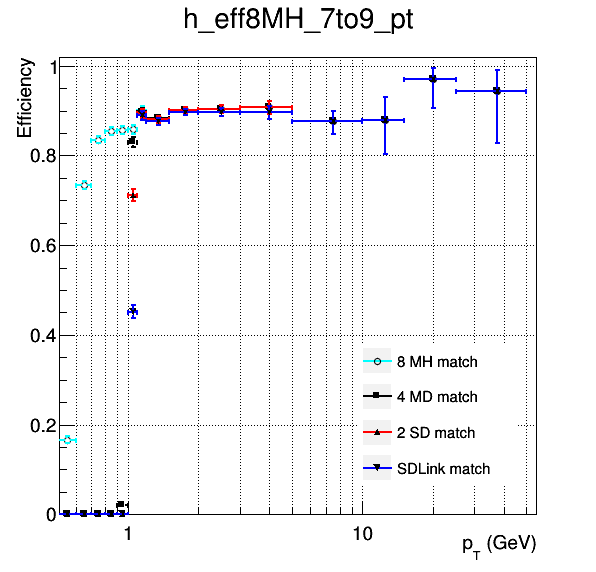 h_eff8MH_7to9_pt
Efficiency
1
0.8
0.6
0.4
0.2
0
8 MH match
4 MD match
2 SD match
SDLink match
1
10
p_T (GeV)